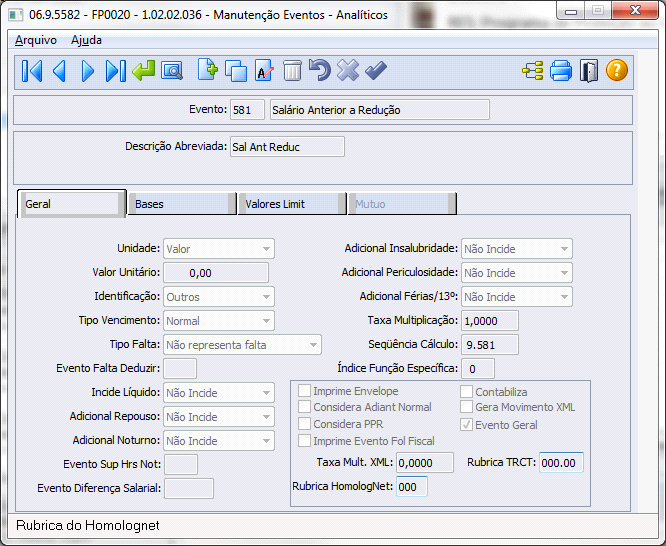 06.9.5582 - FP0020 - 1.02.02.036 - Manutenção Eventos - Analíticos
Arquivo Ajuda
Evento: 581 Salário Anterior a Redução
Descrição Abreviada: Sal Ant Reduc
Geral Bases Valores Limit Mutuo
Unidade: Valor Adicional Insalubridade: Não Incide
Valor Unitário: 0,00 Adicional Periculosidade: Não Incide
Identificação: Outros Adicional Férias/13º: Não Incide
Tipo Vencimento: Normal Taxa Multiplicação: 1,0000
Tipo Falta: Não representa falta Seqüência Cálculo: 9.581
Evento Falta Deduzir: Índice Função Específica: 0
Incide Líquido: Não Incide Imprime Envelope Contabiliza
Adicional Repouso: Não Incide Considera Adiant Normal Gera Movimento XML
Considera PPR Evento Geral
Adicional Noturno: Não Incide Imprime Evento Fol Fiscal
Evento Sup Hrs Not: Taxa Mult. XML: 0,0000 Rubrica TRCT: 000.00
Evento Diferença Salarial: Rubrica HomologNet: 000
Rubrica do Homolognet